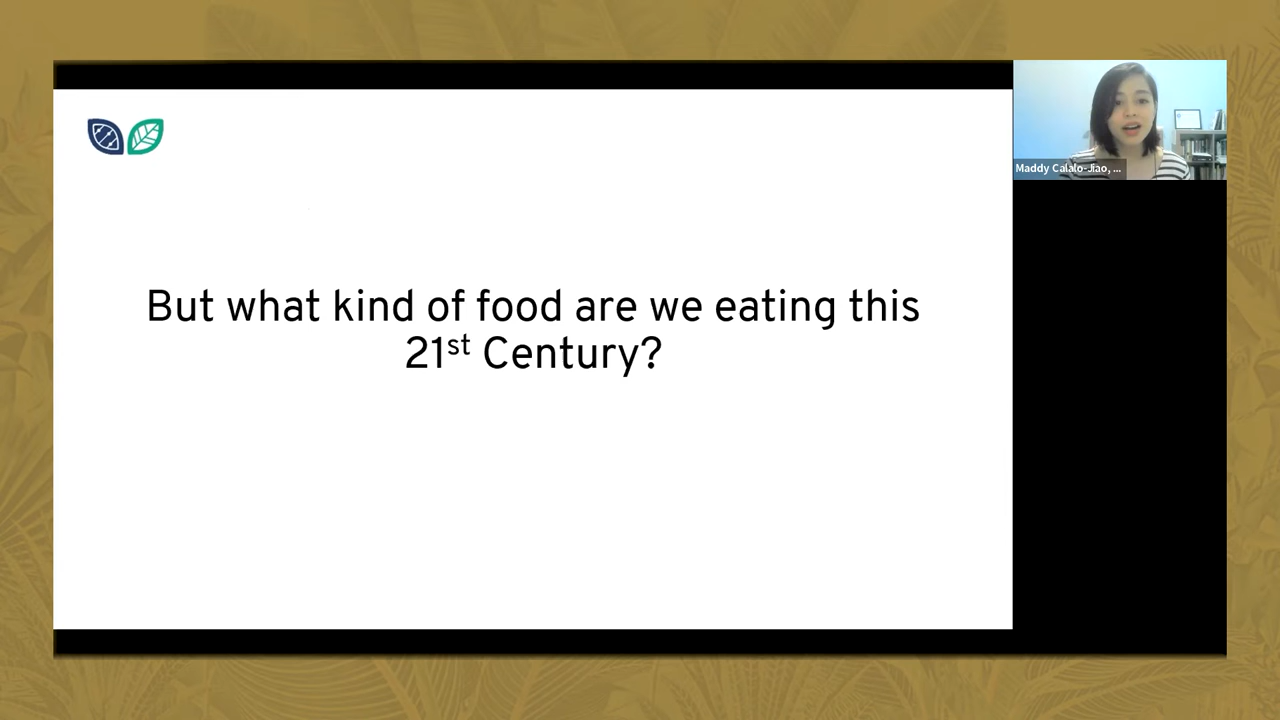 But what kind of food are we eating this
21st Century?
Maddy Calalo-Jiao, ...